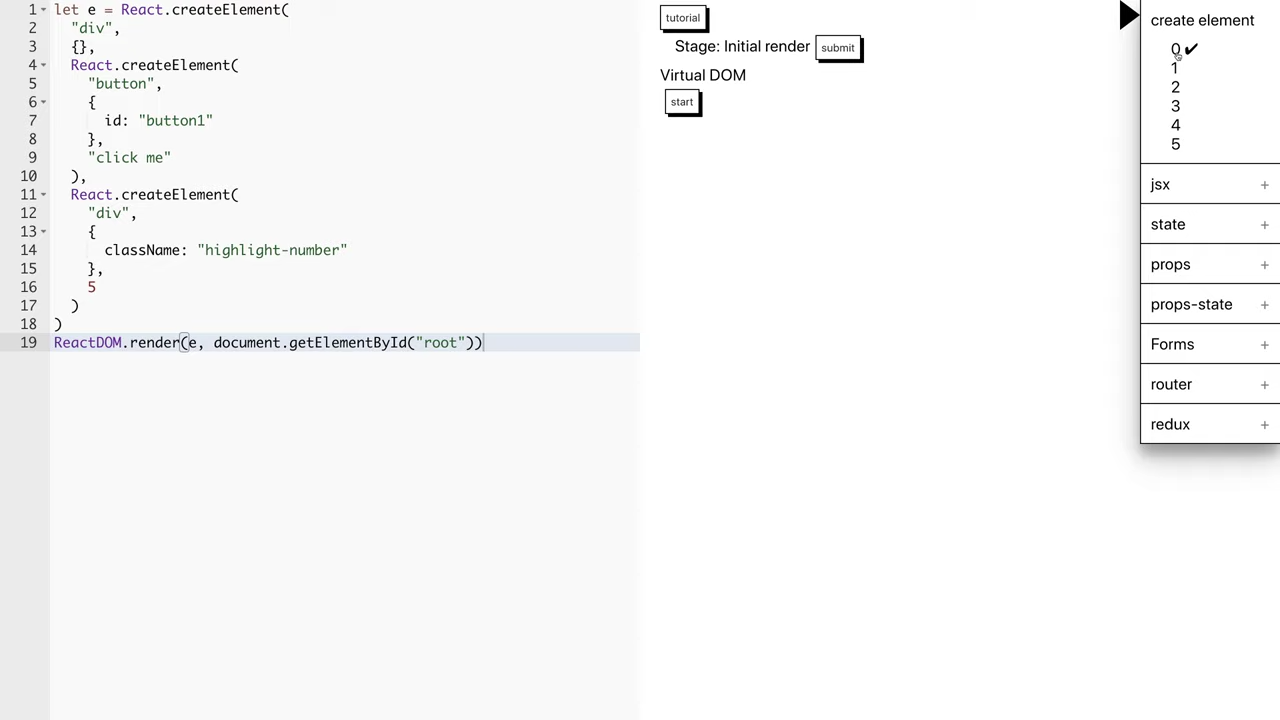 1 let e = React.createElement(
2 "div",
3 {},
4 React.createElement(
5 "button",
6 {
7 id: "button1"
8 },
9 "click me"
10 ),
11 React.createElement(
12 "div",
13 {
14 className: "highlight-number"
15 },
16 5
17 )
18 )
19 ReactDOM.render(e, document.getElementById("root"))
tutorial
Stage: Initial render submit
Virtual DOM
start
create element
0 ✔
1
2
3
4
5
jsx +
state +
props +
props-state +
Forms +
router +
redux +